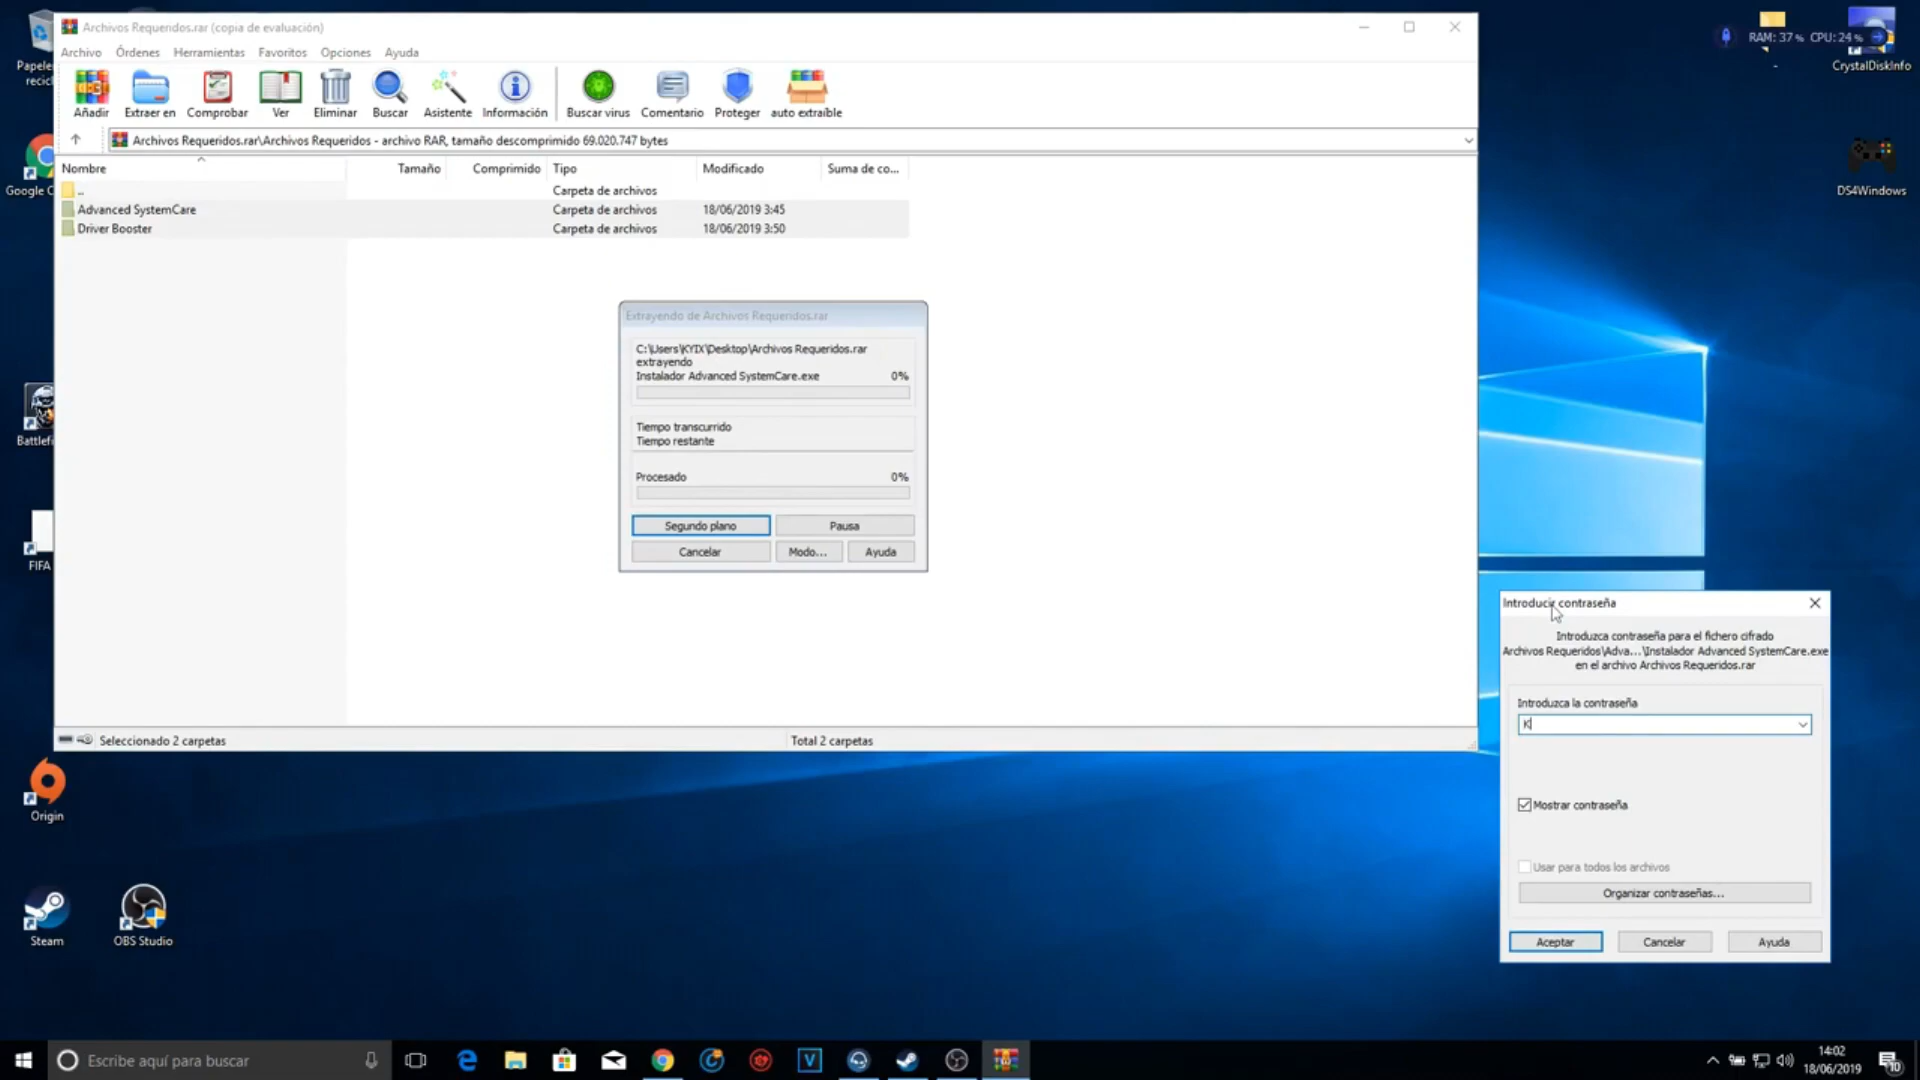 Archivos Requeridos.rar (copia de evaluación)
Archivo Órdenes Herramientas Favoritos Opciones Ayuda
Añadir Extraer en Comprobar Ver Eliminar Buscar Asistente Información Buscar virus Comentario Proteger auto extraíble
Archivos Requeridos.rar\Archivos Requeridos - archivo RAR, tamaño descomprimido 69.020.747 bytes
Nombre Tamaño Comprimido Tipo Modificado Suma de co...
.. Carpeta de archivos
Advanced SystemCare Carpeta de archivos 18/06/2019 3:45
Driver Booster Carpeta de archivos 18/06/2019 3:50
Extrayendo de Archivos Requeridos.rar
C:\Users\KYIX\Desktop\Archivos Requeridos.rar
extrayendo
Instalador Advanced SystemCare.exe 0%
Tiempo transcurrido
Tiempo restante
Procesado 0%
Segundo plano Pausa
Cancelar Modo... Ayuda
Seleccionado 2 carpetas Total 2 carpetas
Introducir contraseña
Introduzca contraseña para el fichero cifrado
Archivos Requeridos\Adva...\Instalador Advanced SystemCare.exe
en el archivo Archivos Requeridos.rar
Introduzca la contraseña
K
Mostrar contraseña
Usar para todos los archivos
Organizar contraseñas...
Aceptar Cancelar Ayuda
RAM: 37 % CPU: 24 %
CrystalDiskInfo
DS4Windows
Papele
recicl
Google C
Battlefi
FIFA
Origin
Steam
OBS Studio
Escribe aquí para buscar
14:02
18/06/2019
10